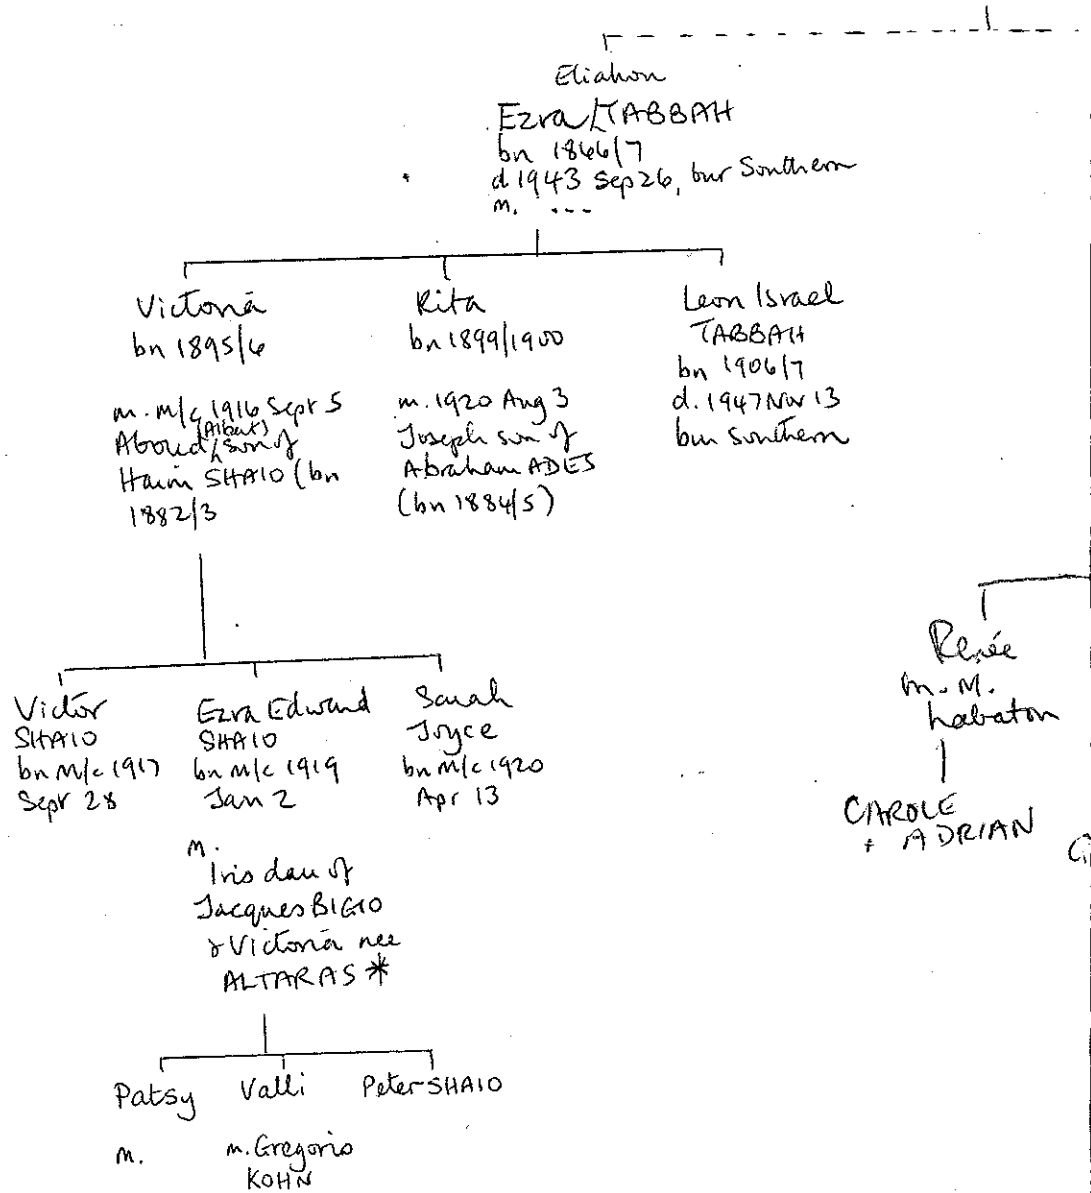 Eliahou
Ezra TABBAH
bn 1866/7
d 1943 Sep 26, bur Southern
m. ---
Victoria
bn 1895/6
m. M/c 1916 Sept 5
(Albert)
Aboud son of
Haim SHAIO (bn
1882/3
Rita
bn 1899/1900
m. 1920 Aug 3
Joseph son of
Abraham ADES
(bn 1884/5)
Leon Israel
TABBAH
bn 1906/7
d. 1947 Nov 13
bur Southern
Renée
m. M.
Labaton
CAROLE
+ ADRIAN
Victor
SHAIO
bn M/c 1917
Sept 28
Ezra Edward
SHAIO
bn M/c 1919
Jan 2
m.
Iris dau of
Jacques BIGIO
& Victoria nee
ALTARAS *
Sarah
Joyce
bn M/c 1920
Apr 13
Patsy
m.
Valli
m. Gregorio
KOHN
Peter SHAIO